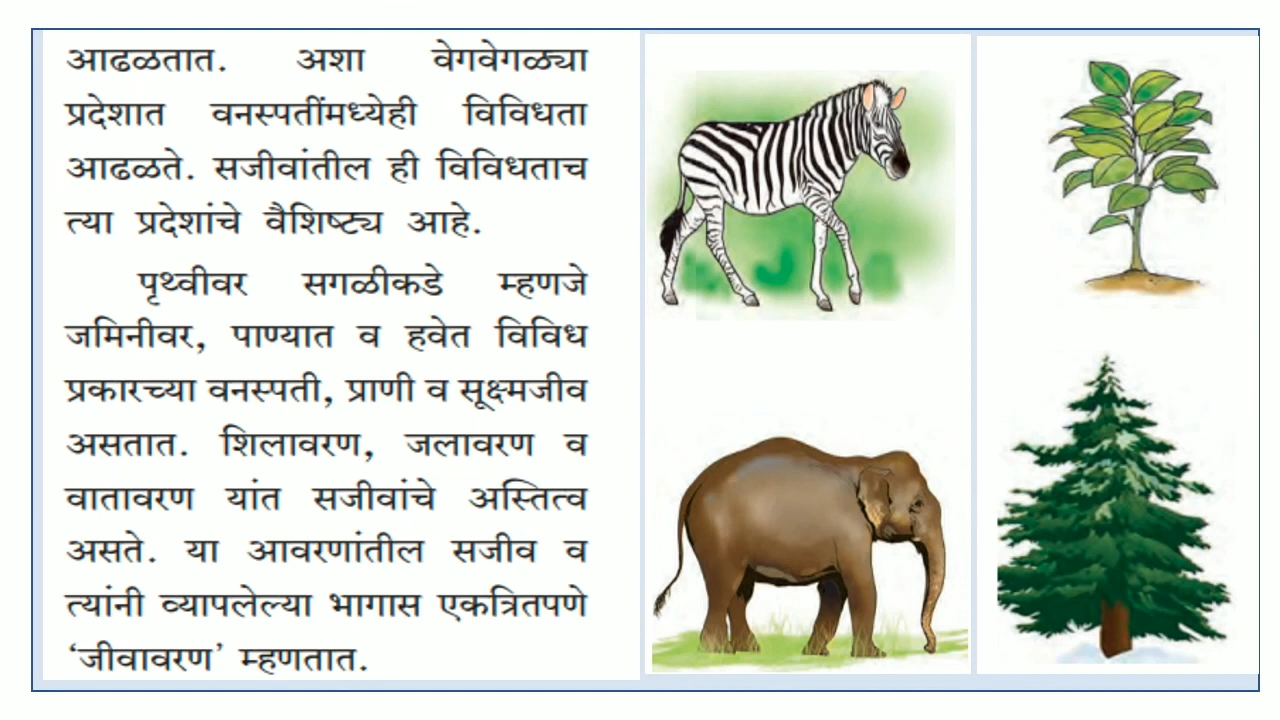 आढळतात. अशा वेगवेगळ्या
प्रदेशात वनस्पतींमध्येही विविधता
आढळते. सजीवांतील ही विविधताच
त्या प्रदेशांचे वैशिष्ट्य आहे.
पृथ्वीवर सगळीकडे म्हणजे
जमिनीवर, पाण्यात व हवेत विविध
प्रकारच्या वनस्पती, प्राणी व सूक्ष्मजीव
असतात. शिलावरण, जलावरण व
वातावरण यांत सजीवांचे अस्तित्व
असते. या आवरणांतील सजीव व
त्यांनी व्यापलेल्या भागास एकत्रितपणे
‘जीवावरण’ म्हणतात.